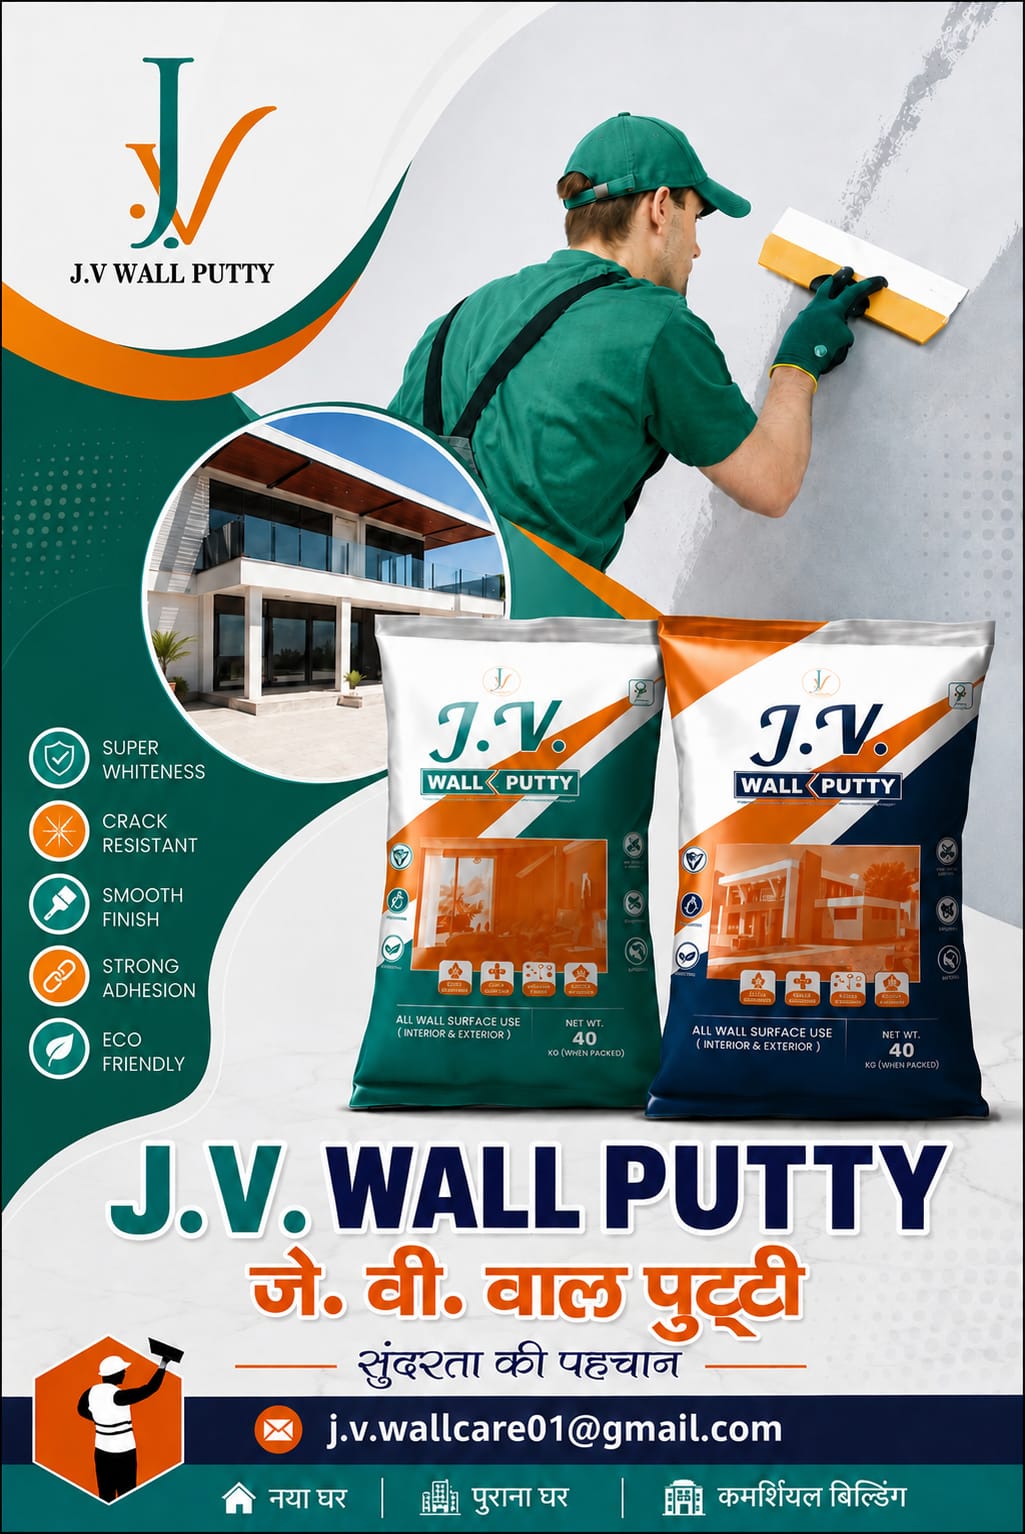 J.V WALL PUTTY
SUPER
WHITENESS
CRACK
RESISTANT
SMOOTH
FINISH
STRONG
ADHESION
ECO
FRIENDLY
J.V.
WALL PUTTY
ALL WALL SURFACE USE
( INTERIOR & EXTERIOR )
NET WT.
40
KG (WHEN PACKED)
J.V.
WALL PUTTY
ALL WALL SURFACE USE
( INTERIOR & EXTERIOR )
NET WT.
40
KG (WHEN PACKED)
J.V. WALL PUTTY
जे. वी. वाल पुट्टी
सुंदरता की पहचान
j.v.wallcare01@gmail.com
नया घर
पुराना घर
कमर्शियल बिल्डिंग